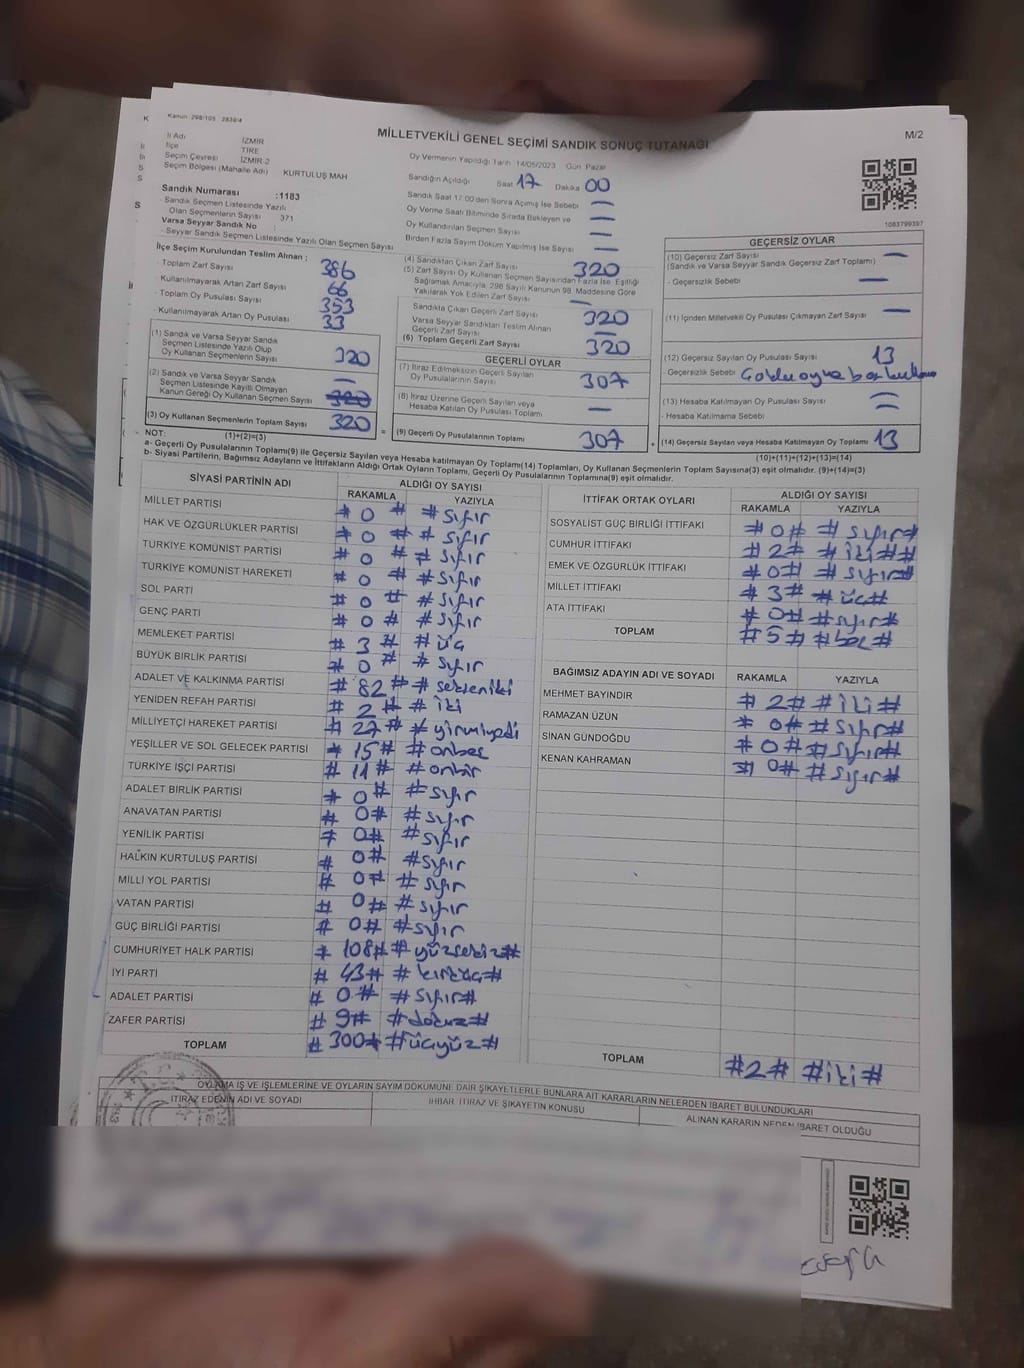 Kanun 298/105 2839/4
MİLLETVEKİLİ GENEL SEÇİMİ SANDIK SONUÇ TUTANAĞI
M/2
İl Adı İZMİR
İlçe TİRE
Seçim Çevresi İZMİR-2
Seçim Bölgesi (Mahalle Adı) KURTULUŞ MAH
Sandık Numarası :1183
Sandık Seçmen Listesinde Yazılı
Olan Seçmenlerin Sayısı 371
Varsa Seyyar Sandık No :
- Seyyar Sandık Seçmen Listesinde Yazılı Olan Seçmen Sayısı
İlçe Seçim Kurulundan Teslim Alınan ;
- Toplam Zarf Sayısı 386
- Kullanılmayarak Artan Zarf Sayısı 66
- Toplam Oy Pusulası Sayısı 353
- Kullanılmayarak Artan Oy Pusulası 33
(1) Sandık ve Varsa Seyyar Sandık
Seçmen Listesinde Yazılı Olup
Oy Kullanan Seçmenlerin Sayısı 320
(2) Sandık ve Varsa Seyyar Sandık
Seçmen Listesinde Kayıtlı Olmayan
Kanun Gereği Oy Kullanan Seçmen Sayısı — 320
(3) Oy Kullanan Seçmenlerin Toplam Sayısı 320
Oy Vermenin Yapıldığı Tarih 14/05/2023 Gün Pazar
Sandığın Açıldığı Saat 17 Dakika 00
Sandık Saat 17.00'den Sonra Açılmış İse Sebebi —
Oy Verme Saati Bitiminde Sırada Bekleyen ve
Oy Kullandırılan Seçmen Sayısı —
Birden Fazla Sayım Döküm Yapılmış İse Sayısı —
(4) Sandıktan Çıkan Zarf Sayısı 320
(5) Zarf Sayısı Oy Kullanan Seçmen Sayısından Fazla İse, Eşitliği
Sağlamak Amacıyla; 298 Sayılı Kanunun 98. Maddesine Göre
Yakılarak Yok Edilen Zarf Sayısı —
Sandıkta Çıkan Geçerli Zarf Sayısı 320
Varsa Seyyar Sandıktan Teslim Alınan
Geçerli Zarf Sayısı —
(6) Toplam Geçerli Zarf Sayısı 320
GEÇERLİ OYLAR
(7) İtiraz Edilmeksizin Geçerli Sayılan
Oy Pusulalarının Sayısı 307
(8) İtiraz Üzerine Geçerli Sayılan veya
Hesaba Katılan Oy Pusulası Toplamı —
= (9) Geçerli Oy Pusulalarının Toplamı 307 +
1083799397
GEÇERSİZ OYLAR
(10) Geçersiz Zarf Sayısı —
(Sandık ve Varsa Seyyar Sandık Geçersiz Zarf Toplamı)
- Geçersizlik Sebebi —
(11) İçinden Milletvekili Oy Pusulası Çıkmayan Zarf Sayısı —
(12) Geçersiz Sayılan Oy Pusulası Sayısı 13
- Geçersizlik Sebebi
(13) Hesaba Katılmayan Oy Pusulası Sayısı —
- Hesaba Katılmama Sebebi —
(14) Geçersiz Sayılan veya Hesaba Katılmayan Oy Toplamı 13
NOT: (1)+(2)=(3) (10)+(11)+(12)+(13)=(14)
a- Geçerli Oy Pusulalarının Toplamı(9) ile Geçersiz Sayılan veya Hesaba katılmayan Oy Toplamı(14) Toplamları, Oy Kullanan Seçmenlerin Toplam Sayısına(3) eşit olmalıdır. (9)+(14)=(3)
b- Siyasi Partilerin, Bağımsız Adayların ve İttifakların Aldığı Ortak Oyların Toplamı, Geçerli Oy Pusulalarının Toplamına(9) eşit olmalıdır.
SİYASİ PARTİNİN ADI ALDIĞI OY SAYISI
RAKAMLA YAZIYLA
MİLLET PARTİSİ # 0 # # sıfır
HAK VE ÖZGÜRLÜKLER PARTİSİ # 0 # # sıfır
TÜRKİYE KOMÜNİST PARTİSİ # 0 # # sıfır
TÜRKİYE KOMÜNİST HAREKETİ # 0 # # sıfır
SOL PARTİ # 0 # # sıfır
GENÇ PARTİ # 0 # # sıfır
MEMLEKET PARTİSİ # 3 # # üç
BÜYÜK BİRLİK PARTİSİ # 0 # # sıfır
ADALET VE KALKINMA PARTİSİ # 82 # # sekseniki
YENİDEN REFAH PARTİSİ # 2 # # iki
MİLLİYETÇİ HAREKET PARTİSİ # 27 # # yirmiyedi
YEŞİLLER VE SOL GELECEK PARTİSİ # 15 # # onbeş
TÜRKİYE İŞÇİ PARTİSİ # 11 # # onbir
ADALET BİRLİK PARTİSİ # 0 # # sıfır
ANAVATAN PARTİSİ # 0 # # sıfır
YENİLİK PARTİSİ # 0 # # sıfır
HALKIN KURTULUŞ PARTİSİ # 0 # # sıfır
MİLLİ YOL PARTİSİ # 0 # # sıfır
VATAN PARTİSİ # 0 # # sıfır
GÜÇ BİRLİĞİ PARTİSİ # 0 # # sıfır
CUMHURİYET HALK PARTİSİ # 108 # # yüzsekiz #
İYİ PARTİ # 43 # # kırküç #
ADALET PARTİSİ # 0 # # sıfır #
ZAFER PARTİSİ # 9 # # dokuz #
TOPLAM # 300 # # üçyüz #
İTTİFAK ORTAK OYLARI ALDIĞI OY SAYISI
RAKAMLA YAZIYLA
SOSYALİST GÜÇ BİRLİĞİ İTTİFAKI # 0 # # sıfır #
CUMHUR İTTİFAKI # 2 # # iki # #
EMEK VE ÖZGÜRLÜK İTTİFAKI # 0 # # sıfır #
MİLLET İTTİFAKI # 3 # # üç #
ATA İTTİFAKI # 0 # # sıfır #
TOPLAM # 5 # # beş #
BAĞIMSIZ ADAYIN ADI VE SOYADI RAKAMLA YAZIYLA
MEHMET BAYINDIR # 2 # # iki #
RAMAZAN UZUN # 0 # # sıfır #
SİNAN GÜNDOĞDU # 0 # # sıfır #
KENAN KAHRAMAN # 0 # # sıfır #
TOPLAM # 2 # # iki #
OYLAMA İŞ VE İŞLEMLERİNE VE OYLARIN SAYIM DÖKÜMÜNE DAİR ŞİKAYETLERLE BUNLARA AİT KARARLARIN NELERDEN İBARET BULUNDUKLARI
İTİRAZ EDENİN ADI VE SOYADI İHBAR, İTİRAZ VE ŞİKAYETİN KONUSU ALINAN KARARIN NEDEN İBARET OLDUĞU
T.C.